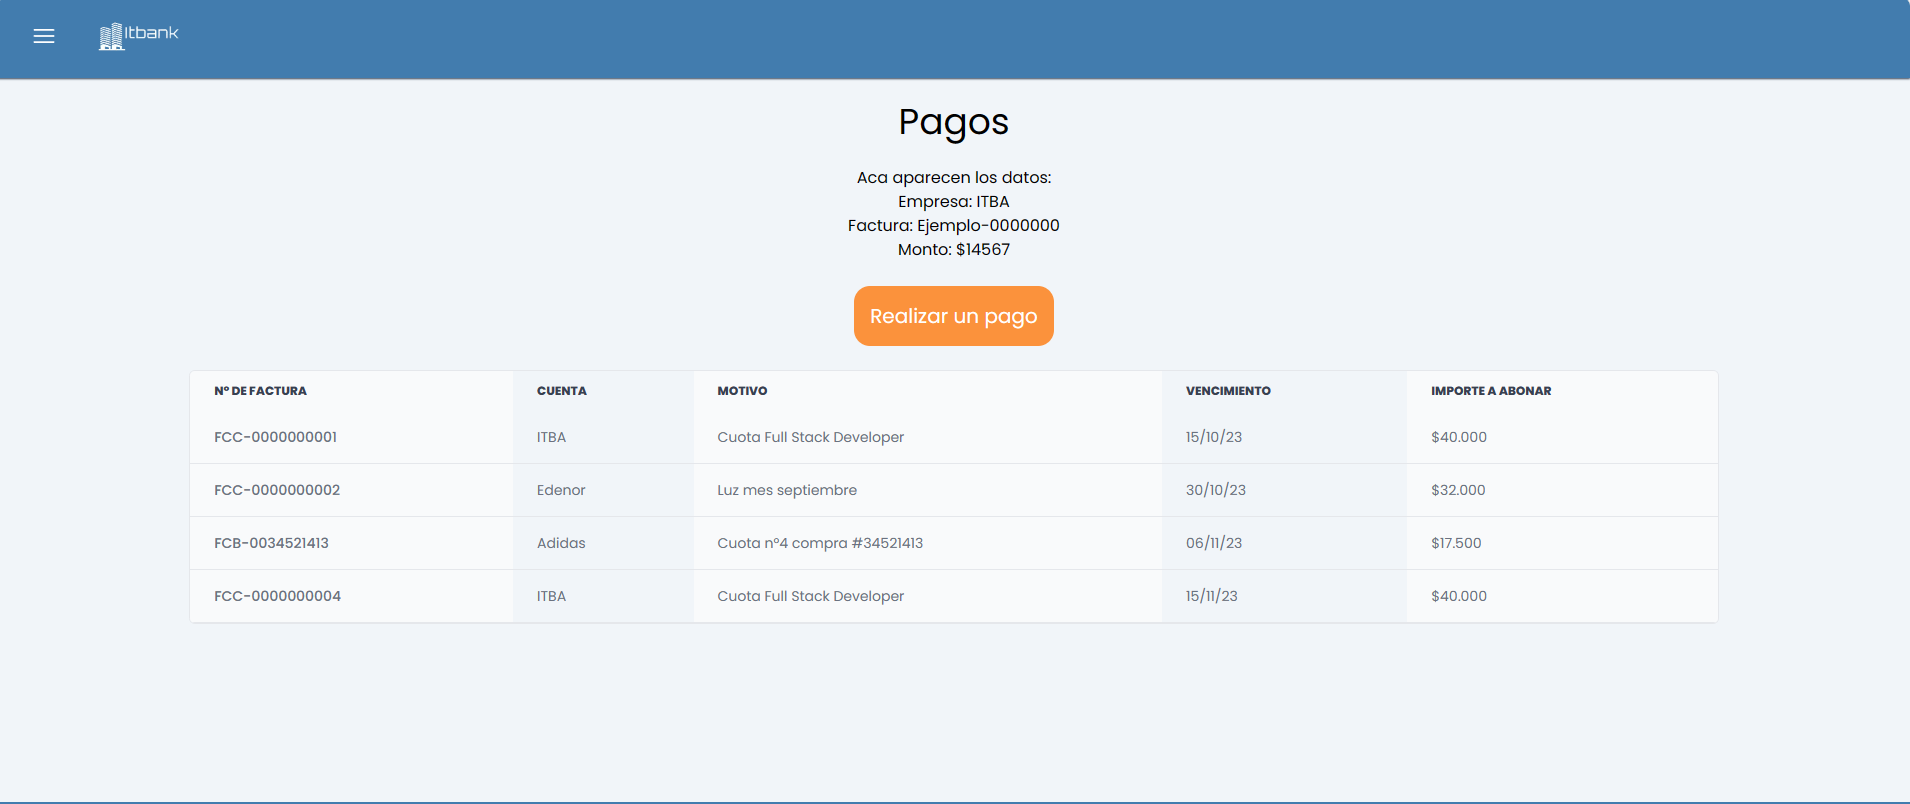 Itbank
Pagos
Aca aparecen los datos:
Empresa: ITBA
Factura: Ejemplo-0000000
Monto: $14567
Realizar un pago
Nº DE FACTURA CUENTA MOTIVO VENCIMIENTO IMPORTE A ABONAR
FCC-0000000001 ITBA Cuota Full Stack Developer 15/10/23 $40.000
FCC-0000000002 Edenor Luz mes septiembre 30/10/23 $32.000
FCB-0034521413 Adidas Cuota nº4 compra #34521413 06/11/23 $17.500
FCC-0000000004 ITBA Cuota Full Stack Developer 15/11/23 $40.000